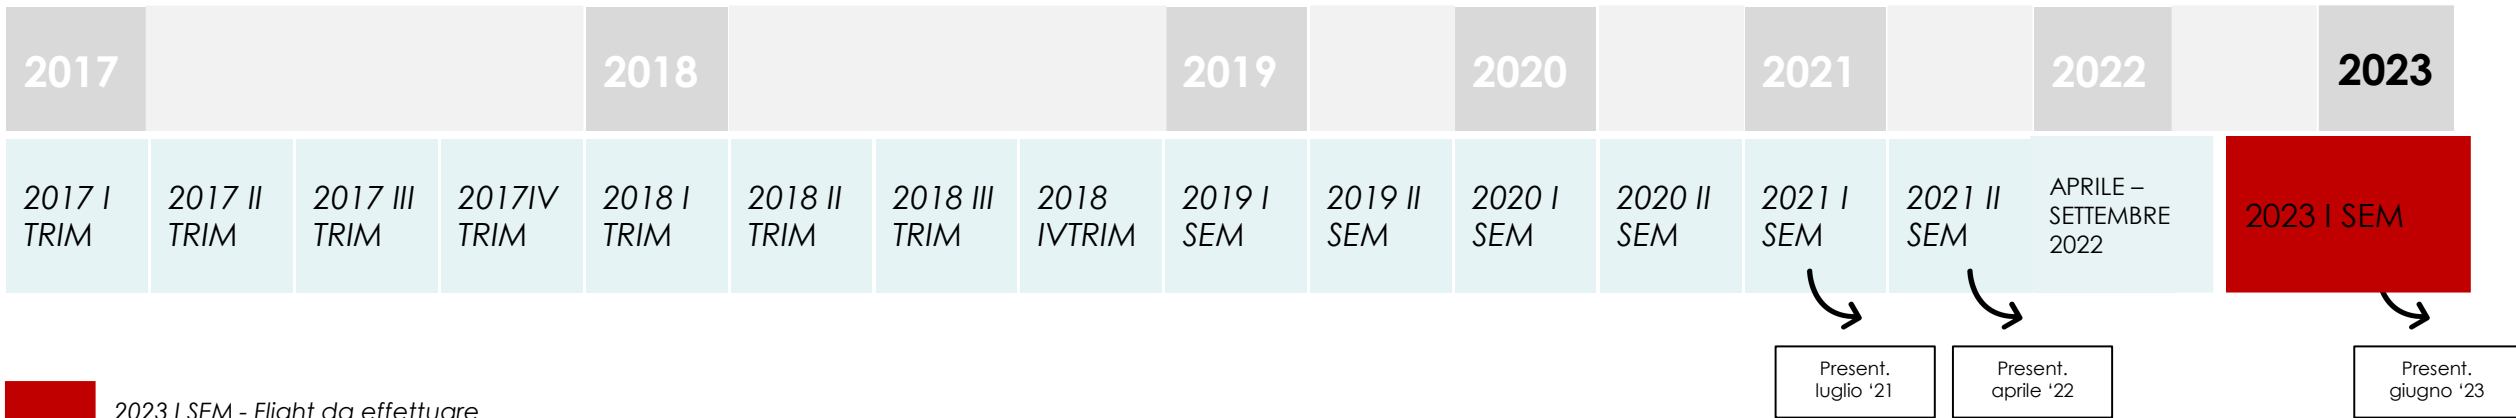 2017 2018 2019 2020 2021 2022 2023
2017 I
TRIM
2017 II
TRIM
2017 III
TRIM
2017IV
TRIM
2018 I
TRIM
2018 II
TRIM
2018 III
TRIM
2018
IVTRIM
2019 I
SEM
2019 II
SEM
2020 I
SEM
2020 II
SEM
2021 I
SEM
2021 II
SEM
APRILE –
SETTEMBRE
2022
2023 I SEM
Present.
luglio ‘21
Present.
aprile ‘22
Present.
giugno ‘23
2023 I SEM - Flight da effettuare